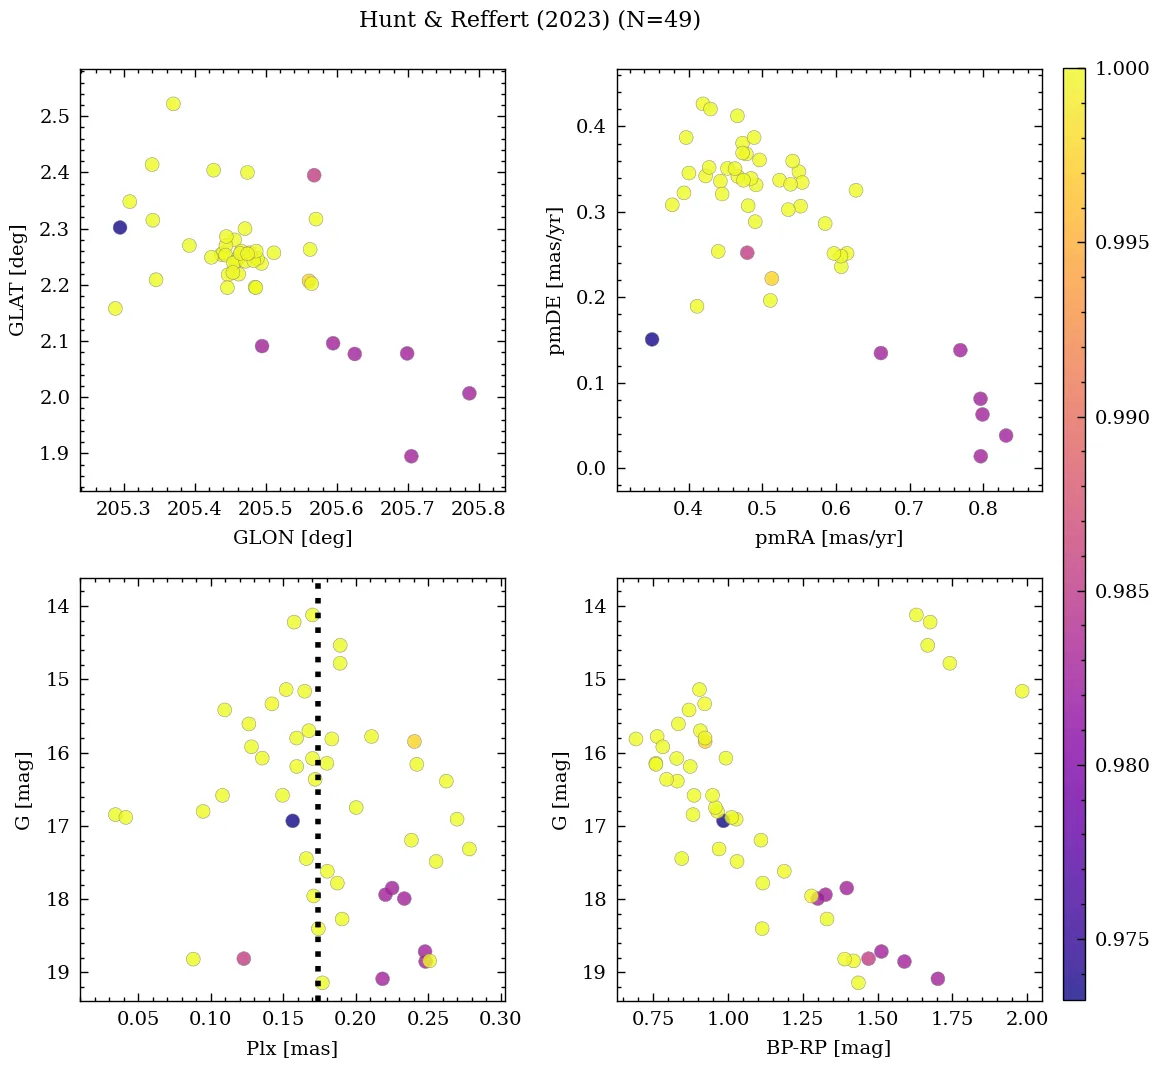 Hunt & Reffert (2023) (N=49)
GLAT [deg]
2.5
2.4
2.3
2.2
2.1
2.0
1.9
205.3 205.4 205.5 205.6 205.7 205.8
GLON [deg]
pmDE [mas/yr]
0.4
0.3
0.2
0.1
0.0
0.4 0.5 0.6 0.7 0.8
pmRA [mas/yr]
G [mag]
14
15
16
17
18
19
0.05 0.10 0.15 0.20 0.25 0.30
Plx [mas]
G [mag]
14
15
16
17
18
19
0.75 1.00 1.25 1.50 1.75 2.00
BP-RP [mag]
1.000
0.995
0.990
0.985
0.980
0.975